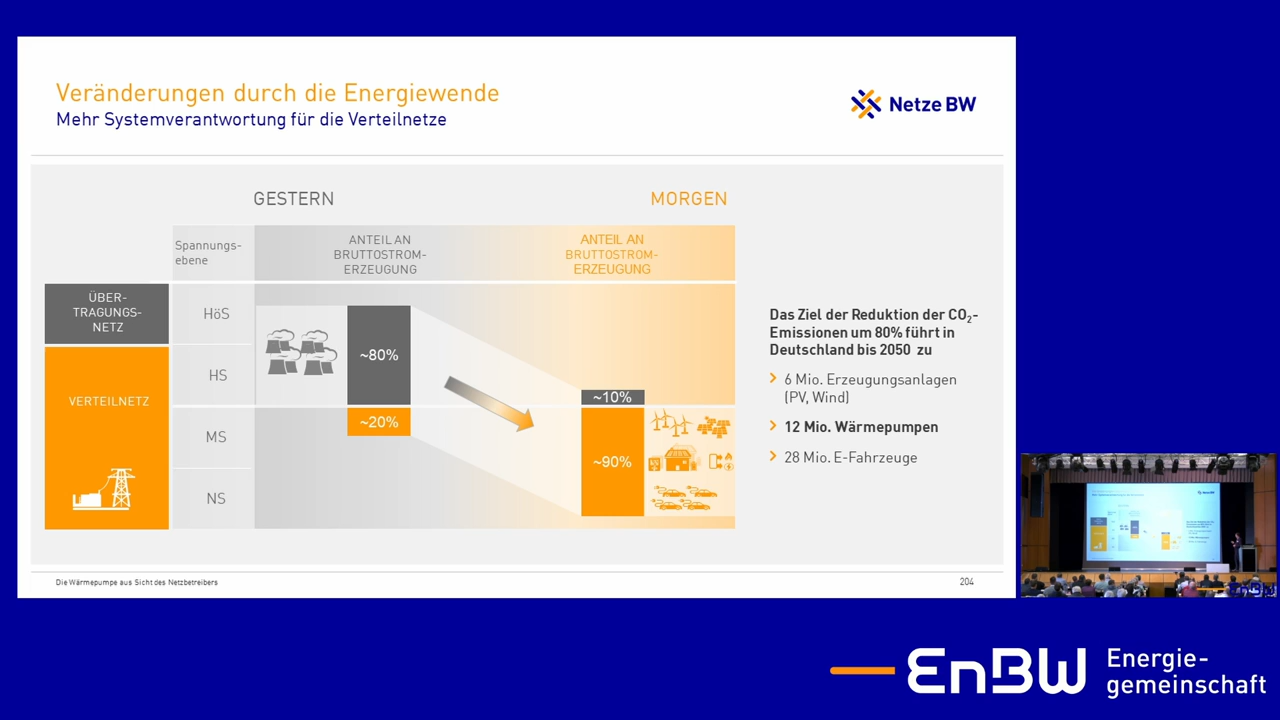 Veränderungen durch die Energiewende
Mehr Systemverantwortung für die Verteilnetze
Netze BW
GESTERN
MORGEN
Spannungs-
ebene
ANTEIL AN
BRUTTOSTROM-
ERZEUGUNG
ANTEIL AN
BRUTTOSTROM-
ERZEUGUNG
ÜBER-
TRAGUNGS-
NETZ
VERTEILNETZ
HöS
HS
MS
NS
~80%
~20%
~10%
~90%
Das Ziel der Reduktion der CO2-
Emissionen um 80% führt in
Deutschland bis 2050 zu
6 Mio. Erzeugungsanlagen
(PV, Wind)
12 Mio. Wärmepumpen
28 Mio. E-Fahrzeuge
Die Wärmepumpe aus Sicht des Netzbetreibers
204
EnBW
EnBW
Energie-
gemeinschaft